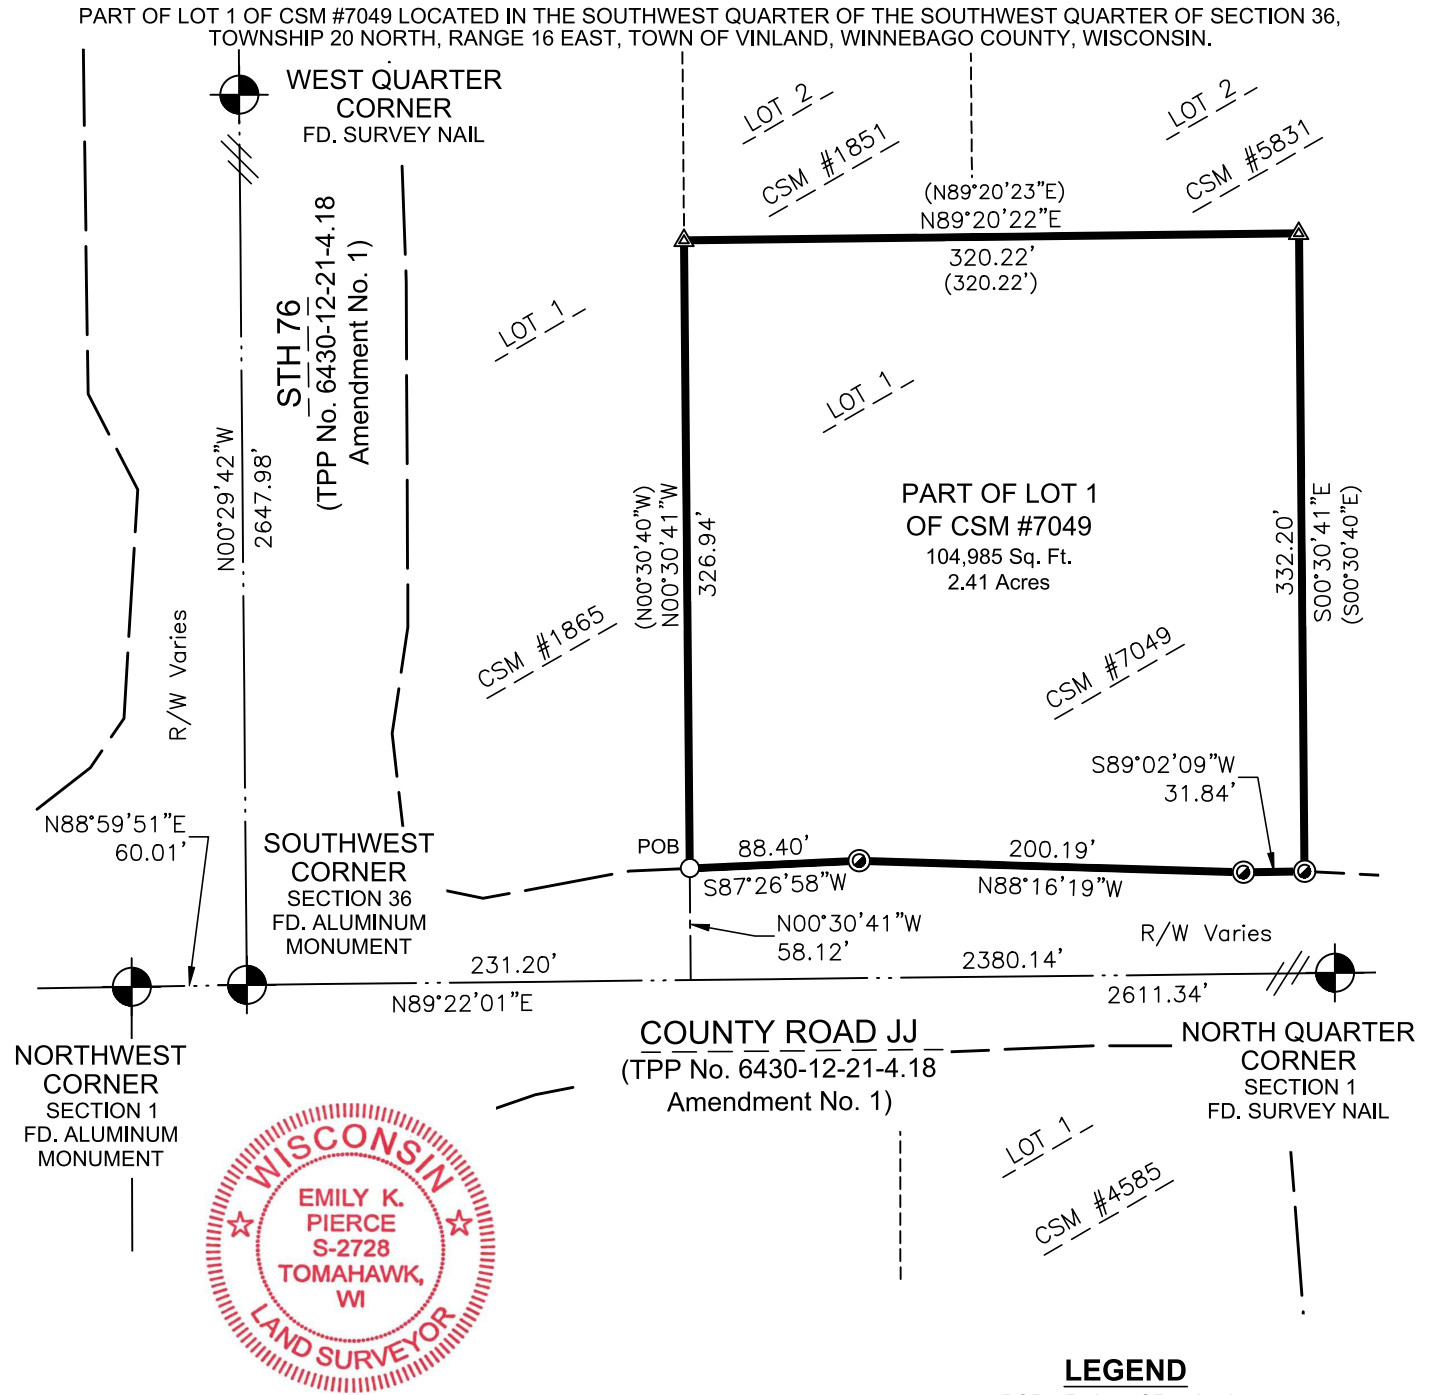 PART OF LOT 1 OF CSM #7049 LOCATED IN THE SOUTHWEST QUARTER OF THE SOUTHWEST QUARTER OF SECTION 36,
TOWNSHIP 20 NORTH, RANGE 16 EAST, TOWN OF VINLAND, WINNEBAGO COUNTY, WISCONSIN.
WEST QUARTER
CORNER
FD. SURVEY NAIL
LOT 2
CSM #1851
LOT 2
CSM #5831
(N89°20'23"E)
N89°20'22"E
320.22'
(320.22')
STH 76
(TPP No. 6430-12-21-4.18
Amendment No. 1)
N00°29'42"W
2647.98'
R/W Varies
LOT 1
CSM #1865
LOT 1
(N00°30'40"W)
N00°30'41"W
326.94'
PART OF LOT 1
OF CSM #7049
104,985 Sq. Ft.
2.41 Acres
332.20'
S00°30'41"E
(S00°30'40"E)
CSM #7049
S89°02'09"W
31.84'
N88°59'51"E
60.01'
SOUTHWEST
CORNER
SECTION 36
FD. ALUMINUM
MONUMENT
POB
88.40'
S87°26'58"W
200.19'
N88°16'19"W
N00°30'41"W
58.12'
R/W Varies
231.20'
N89°22'01"E
2380.14'
2611.34'
COUNTY ROAD JJ
(TPP No. 6430-12-21-4.18
Amendment No. 1)
NORTHWEST
CORNER
SECTION 1
FD. ALUMINUM
MONUMENT
NORTH QUARTER
CORNER
SECTION 1
FD. SURVEY NAIL
LOT 1
CSM #4585
WISCONSIN
EMILY K.
PIERCE
S-2728
TOMAHAWK,
WI
LAND SURVEYOR
LEGEND